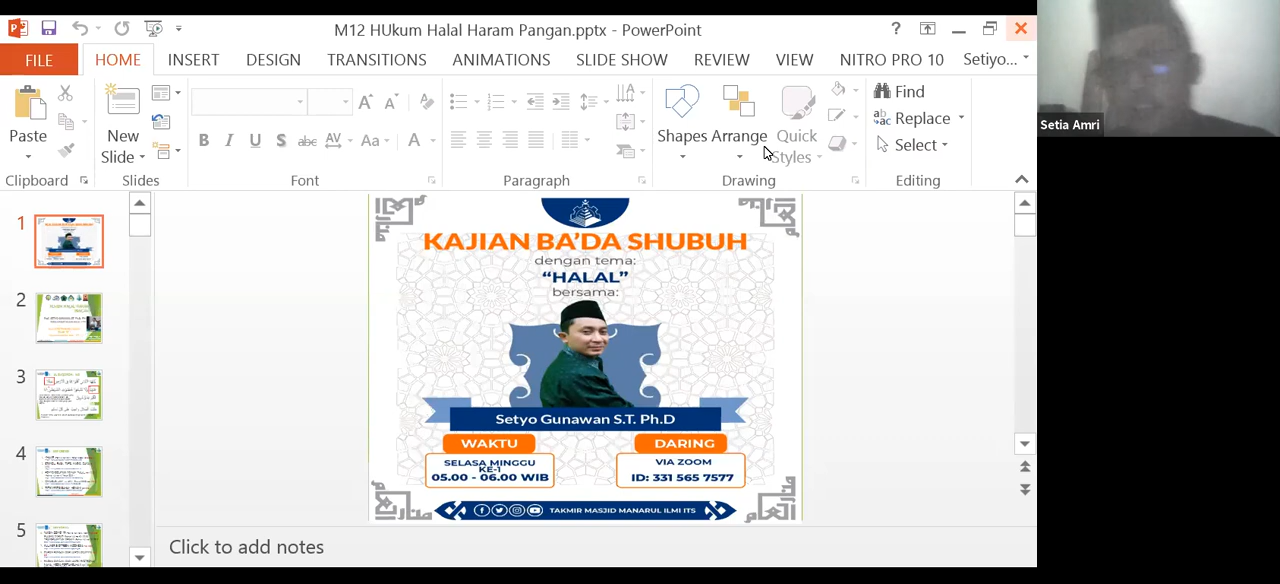 M12 HUkum Halal Haram Pangan.pptx - PowerPoint
?
FILE
HOME
INSERT
DESIGN
TRANSITIONS
ANIMATIONS
SLIDE SHOW
REVIEW
VIEW
NITRO PRO 10
Setiyo...
Paste
New
Slide
B I U S abc AV Aa A
A A
Shapes
Arrange
Quick
Styles
Find
Replace
Select
Clipboard
Slides
Font
Paragraph
Drawing
Editing
Setia Amri
1
2
3
4
5
KAJIAN BA'DA SHUBUH
dengan tema:
“HALAL”
bersama:
Setyo Gunawan S.T. Ph.D
WAKTU
SELASA MINGGU
KE-1
05.00 - 06.00 WIB
DARING
VIA ZOOM
ID: 331 565 7577
TAKMIR MASJID MANARUL ILMI ITS
Click to add notes